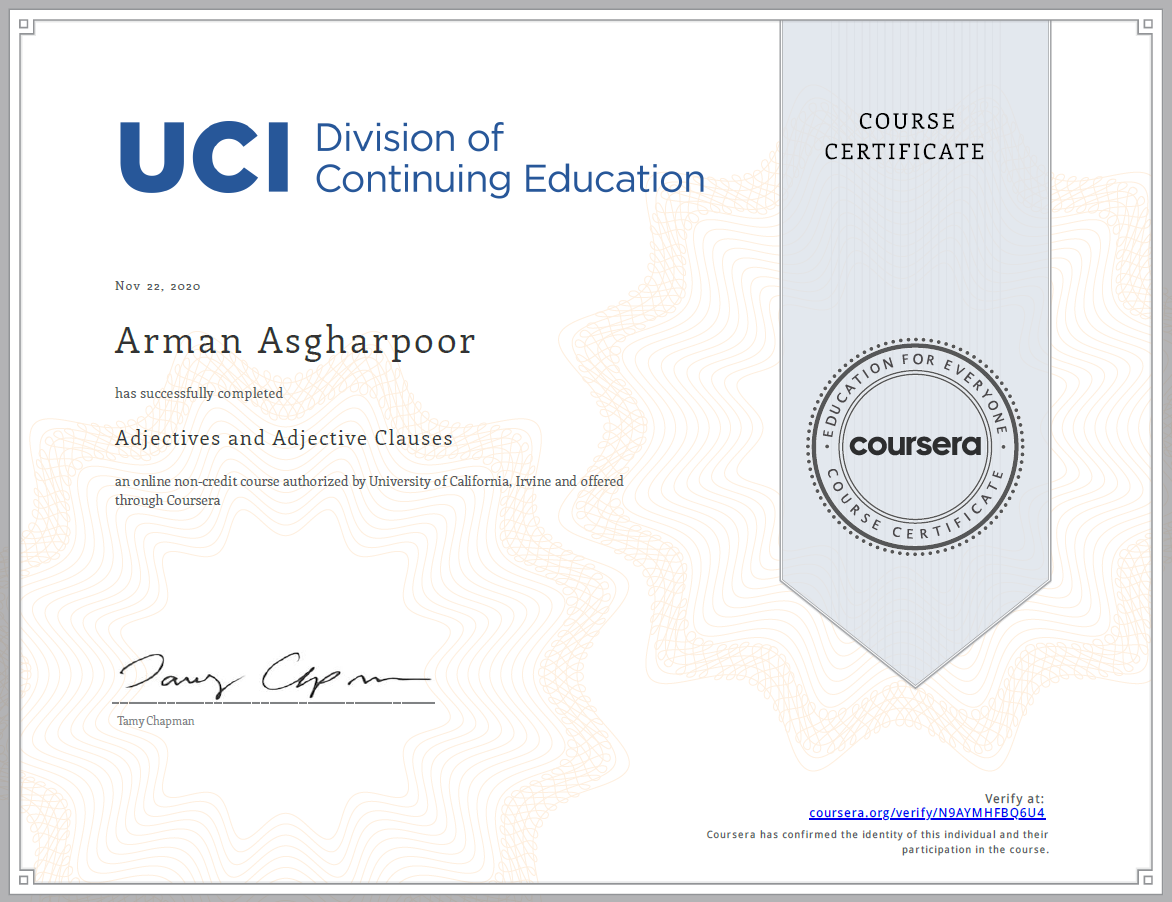 UCI
Division of
Continuing Education
COURSE
CERTIFICATE
Nov 22, 2020
Arman Asgharpoor
has successfully completed
Adjectives and Adjective Clauses
an online non-credit course authorized by University of California, Irvine and offered
through Coursera
EDUCATION FOR EVERYONE
coursera
COURSE CERTIFICATE
Tamy Chapman
Tamy Chapman
Verify at:
coursera.org/verify/N9AYMHFBQ6U4
Coursera has confirmed the identity of this individual and their
participation in the course.